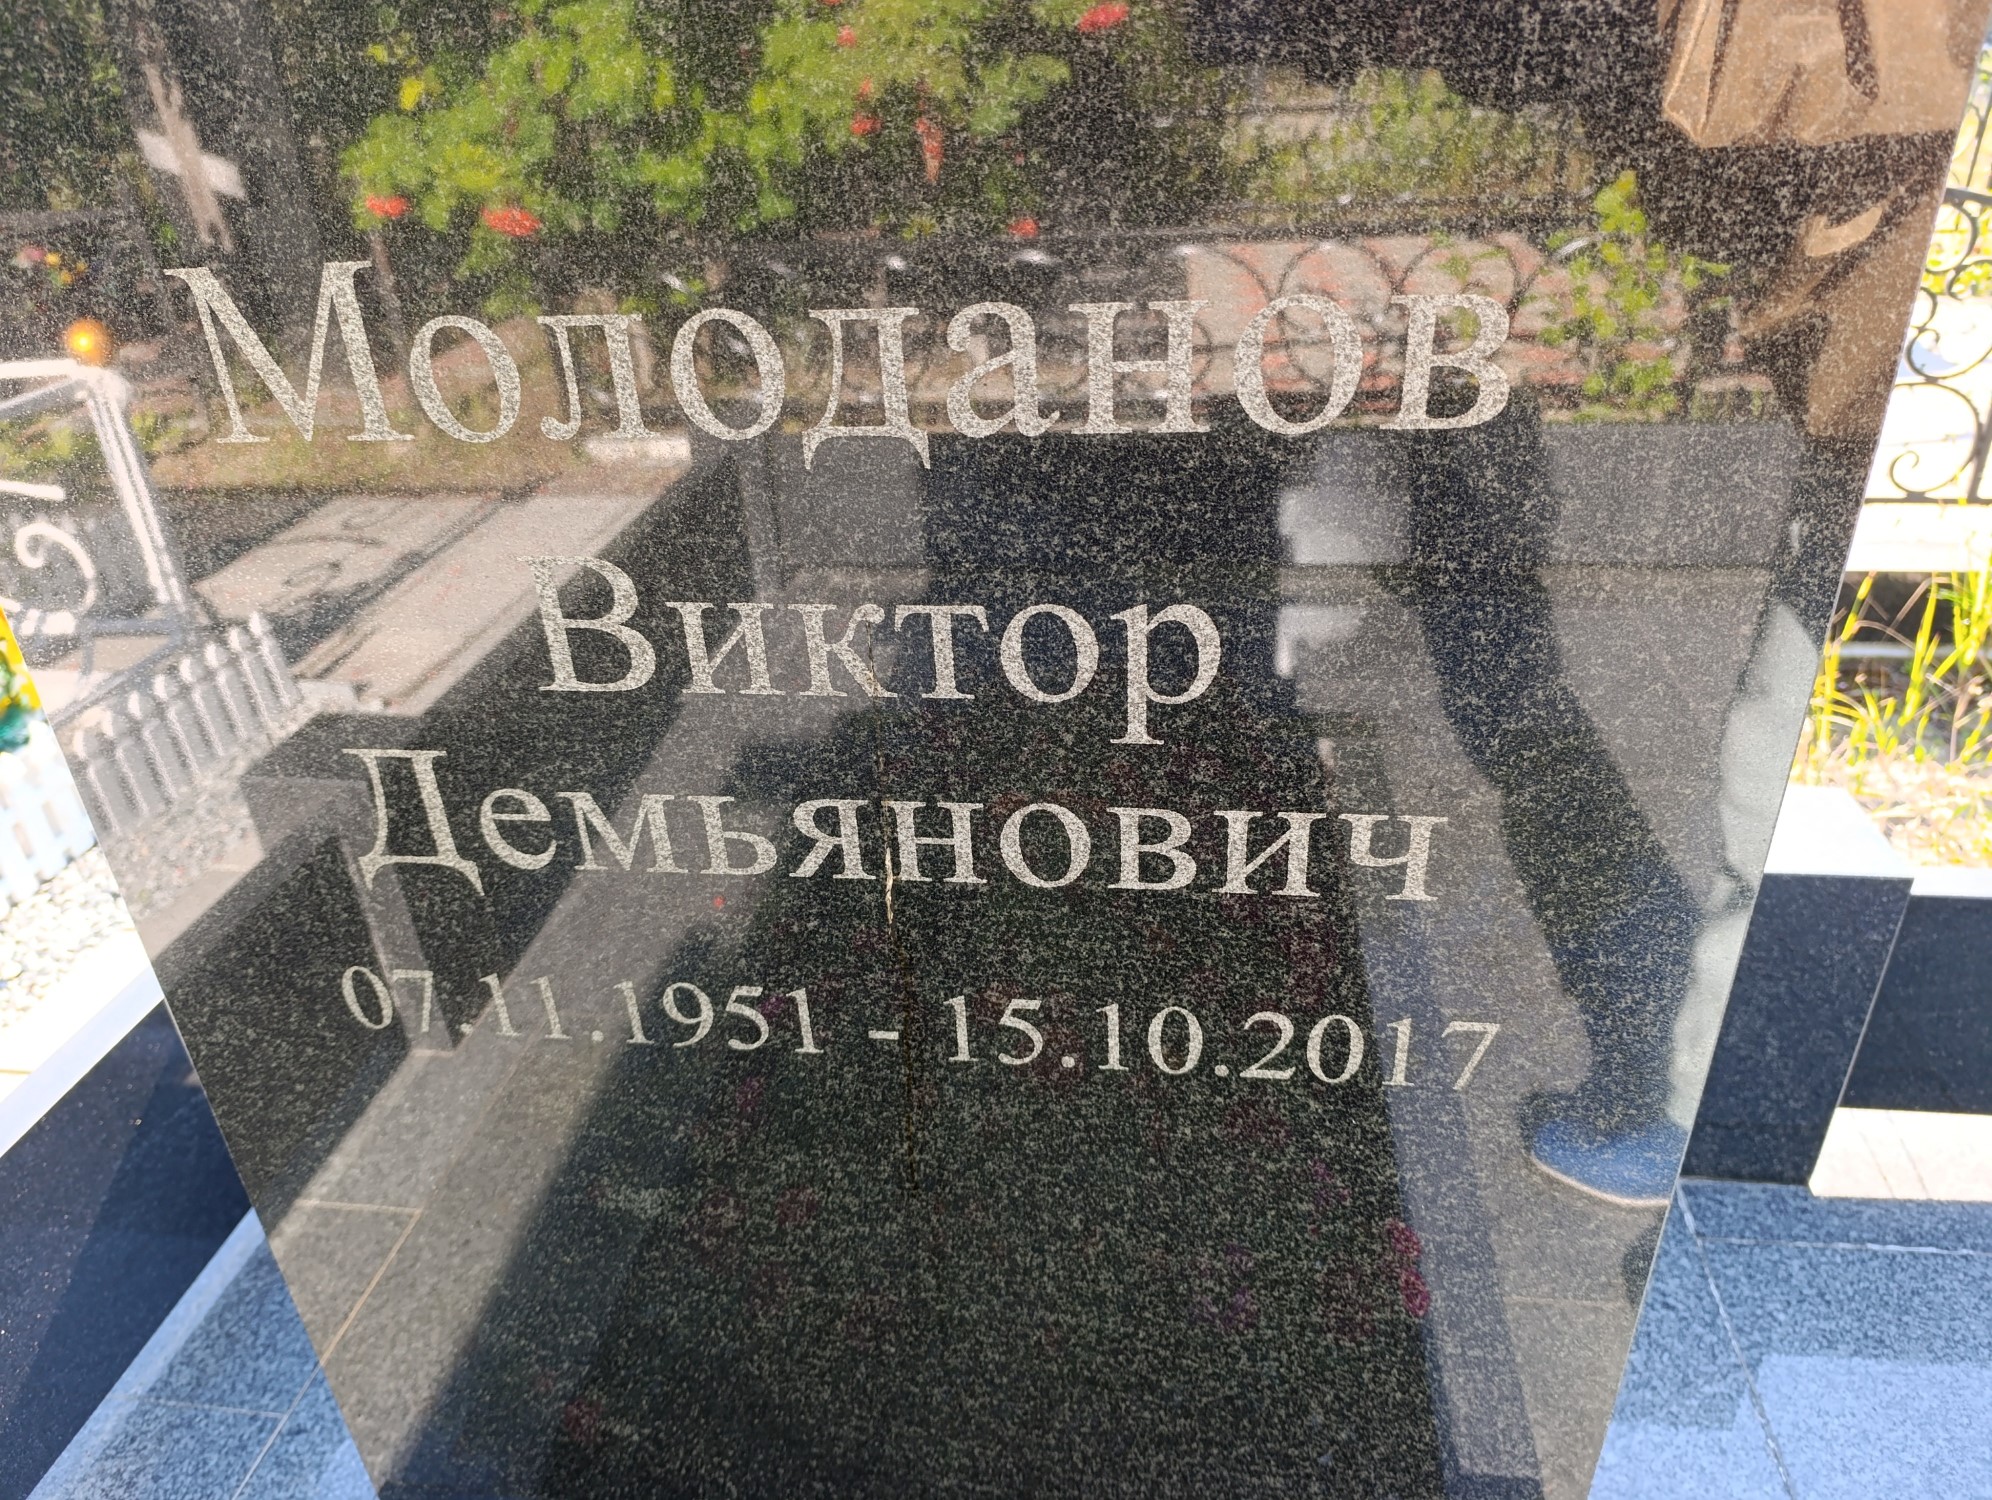 Молоданов
Виктор
Демьянович
07.11.1951 - 15.10.2017